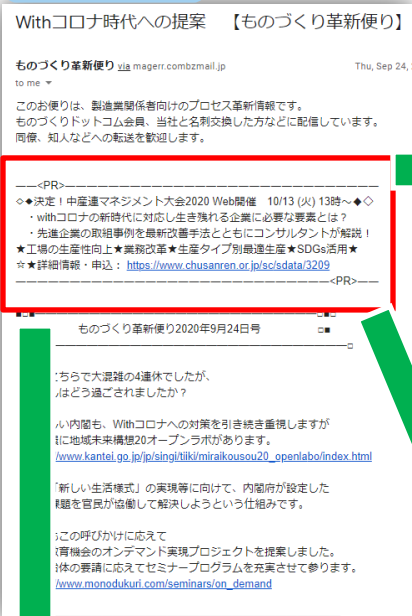 Withコロナ時代への提案　【ものづくり革新便り】
ものづくり革新便り via magerr.combzmail.jp Thu, Sep 24,
to me
このお便りは、製造業関係者向けのプロセス革新情報です。
ものづくりドットコム会員、当社と名刺交換した方などに配信しています。
同僚、知人などへの転送を歓迎します。
――<PR>――――――――――――――――――――――――――
◇◆決定！中産連マネジメント大会2020 Web開催　10/13 (火) 13時～◆◇
・withコロナの新時代に対応し生き残れる企業に必要な要素とは？
・先進企業の取組事例を最新改善手法とともにコンサルタントが解説！
★工場の生産性向上★業務改革★生産タイプ別最適生産★SDGs活用★
☆★詳細情報・申込： https://www.chusanren.or.jp/sc/sdata/3209
――――――――――――――――――――――――――<PR>――
ものづくり革新便り2020年9月24日号　□■
ちらで大混雑の4連休でしたが、
はどう過ごされましたか？
い内閣も、Withコロナへの対策を引き続き重視しますが
に地域未来構想20オープンラボがあります。
/www.kantei.go.jp/jp/singi/tiiki/miraikousou20_openlabo/index.html
「新しい生活様式」の実現等に向けて、内閣府が設定した
課題を官民が協働して解決しようという仕組みです。
この呼びかけに応えて
育機会のオンデマンド実現プロジェクトを提案しました。
体の要請に応えてセミナープログラムを充実させて参ります。
/www.monodukuri.com/seminars/on_demand